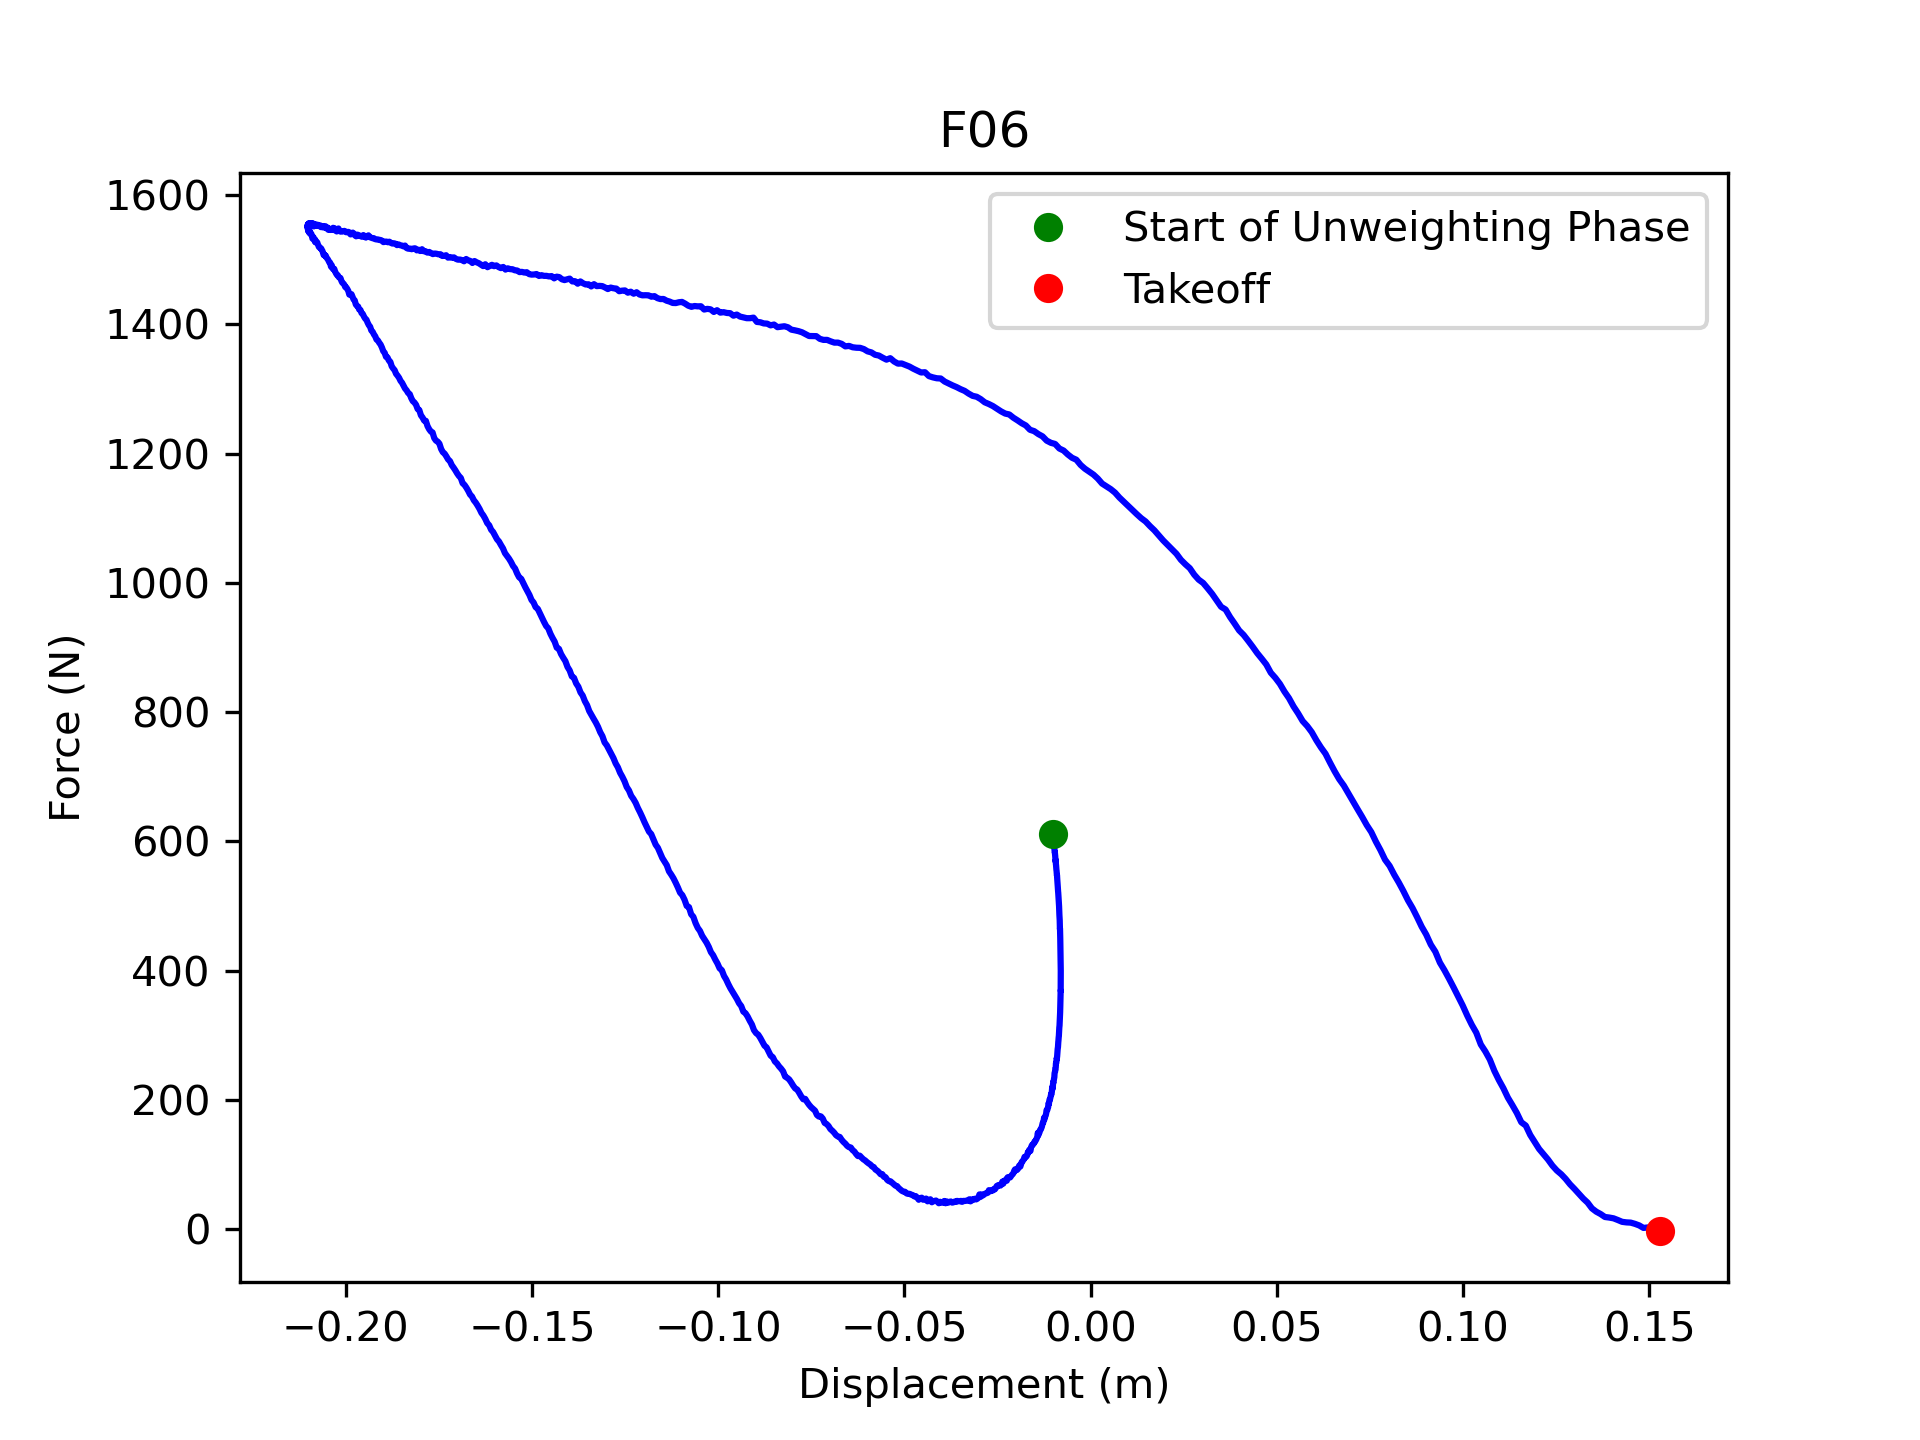 F06
Start of Unweighting Phase
Takeoff
1600
1400
1200
1000
800
600
400
200
0
Force (N)
−0.20 −0.15 −0.10 −0.05 0.00 0.05 0.10 0.15
Displacement (m)